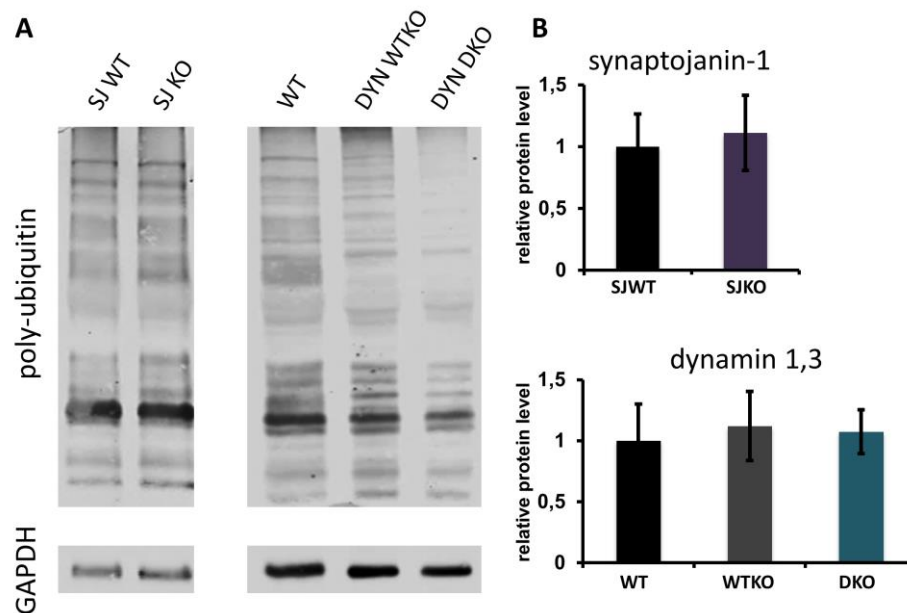 A
SJ WT
SJ KO
WT
DYN WTKO
DYN DKO
poly-ubiquitin
GAPDH
B
synaptojanin-1
relative protein level
1,5
1
0,5
0
SJWT
SJKO
dynamin 1,3
relative protein level
1,5
1
0,5
0
WT
WTKO
DKO